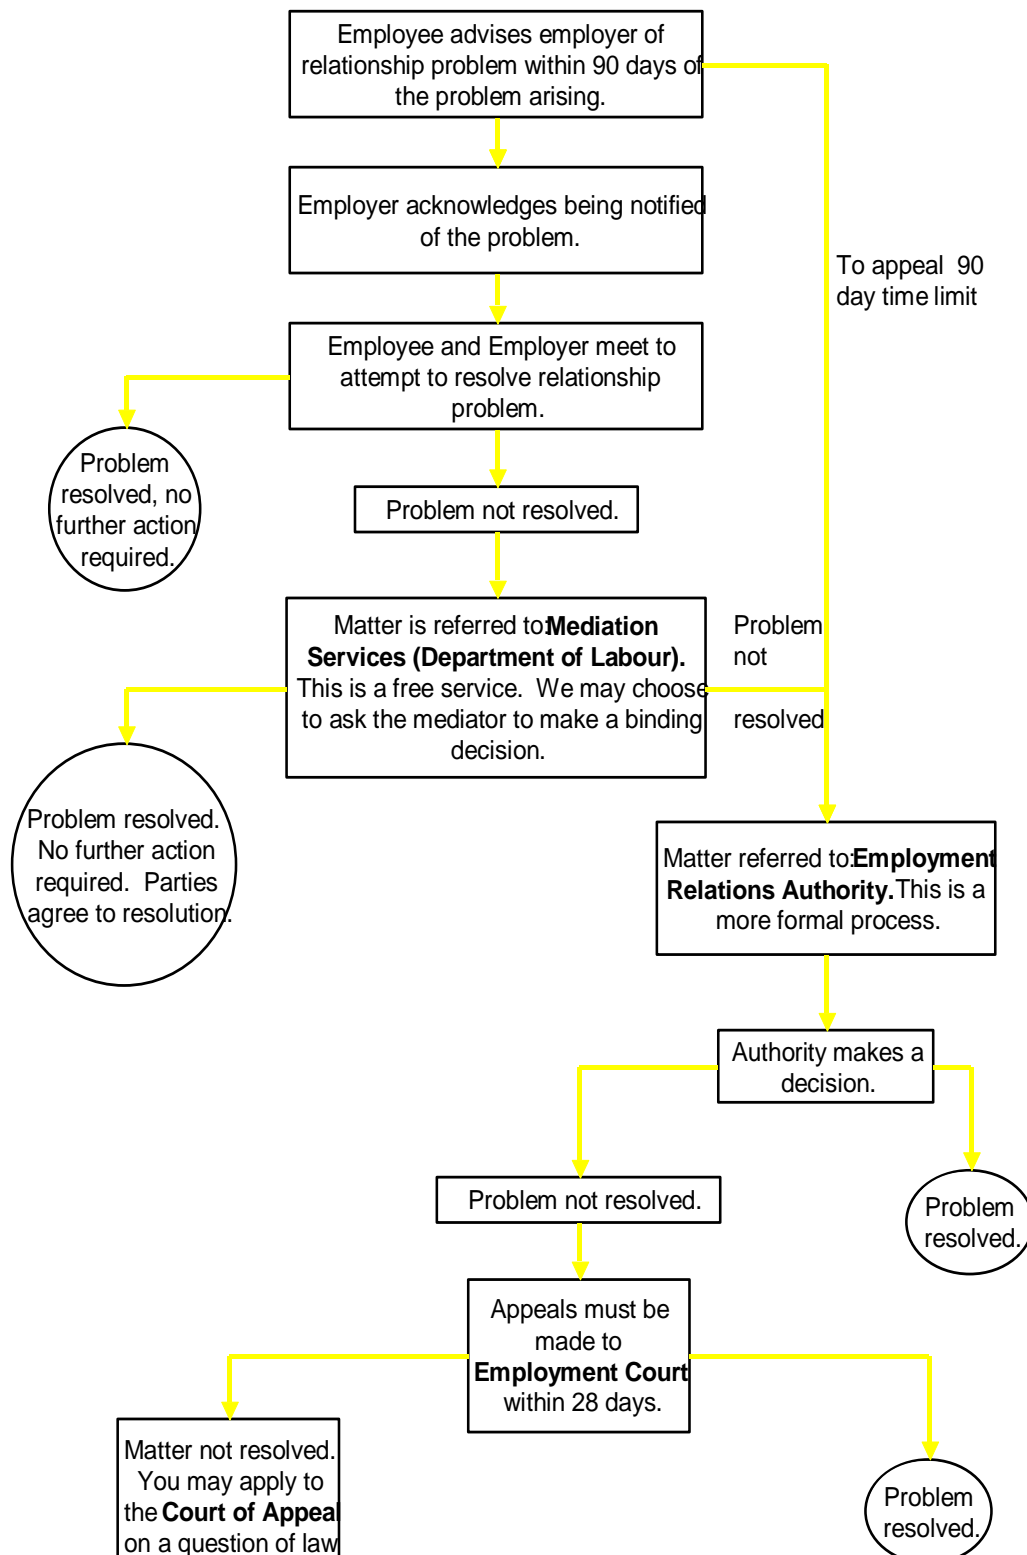 Employee advises employer of
relationship problem within 90 days of
the problem arising.
Employer acknowledges being notified
of the problem.
To appeal 90
day time limit
Employee and Employer meet to
attempt to resolve relationship
problem.
Problem
resolved, no
further action
required.
Problem not resolved.
Matter is referred to:Mediation
Services (Department of Labour).
This is a free service. We may choose
to ask the mediator to make a binding
decision.
Problem
not
resolved
Problem resolved.
No further action
required. Parties
agree to resolution.
Matter referred to:Employment
Relations Authority.This is a
more formal process.
Authority makes a
decision.
Problem not resolved.
Problem
resolved.
Appeals must be
made to
Employment Court
within 28 days.
Matter not resolved.
You may apply to
the Court of Appeal
on a question of law
Problem
resolved.